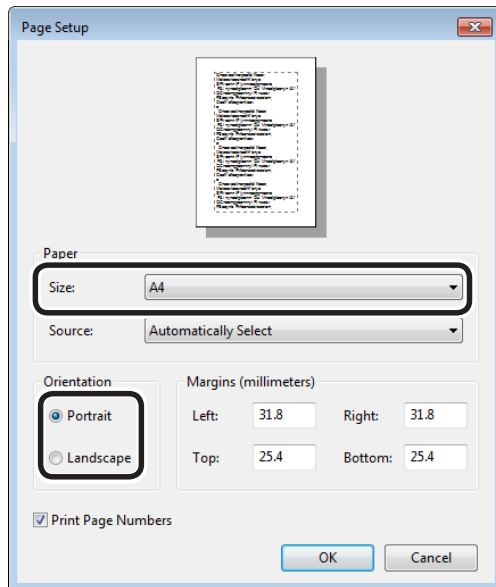 Page Setup
Paper
Size: A4
Source: Automatically Select
Orientation
Portrait
Landscape
Margins (millimeters)
Left: 31.8 Right: 31.8
Top: 25.4 Bottom: 25.4
Print Page Numbers
OK Cancel